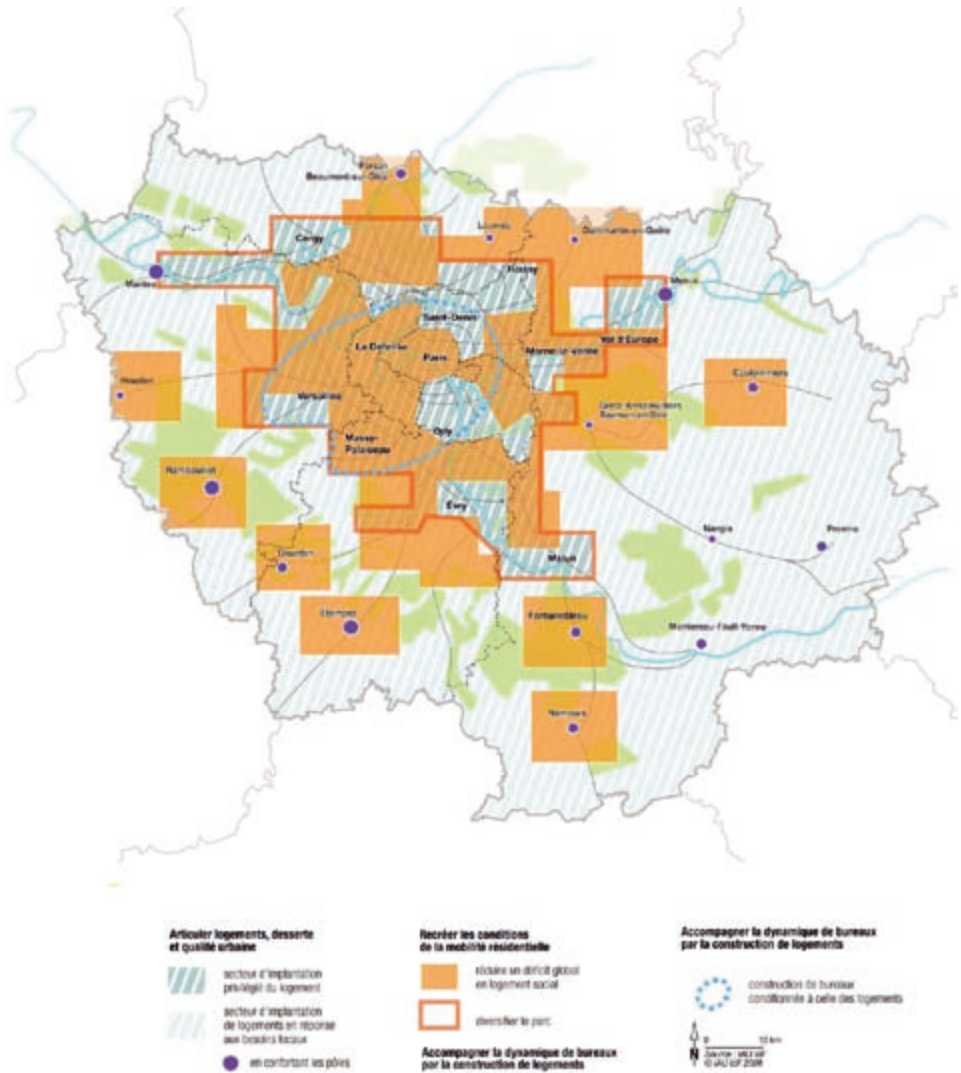 Persan
Beaumont-sur-Oise
Louvres
Dammartin-en-Goële
Cergy
Roissy
Mantes
Meaux
Saint-Denis
Val d'Europe
La Défense
Paris
Marne-la-Vallée
Houdan
Coulommiers
Versailles
Tournan-en-Brie
Orly
Massy-
Palaiseau
Rambouillet
Évry
Nangis
Provins
Dourdan
Melun
Etampes
Fontainebleau
Montereau-Fault-Yonne
Nemours
Articuler logements, desserte
et qualité urbaine
secteur d'implantation
privilégié du logement
secteur d'implantation
de logements en réponse
aux besoins locaux
en confortant les pôles
Recréer les conditions
de la mobilité résidentielle
réduire un déficit global
en logement social
diversifier le parc
Accompagner la dynamique de bureaux
par la construction de logements
Accompagner la dynamique de bureaux
par la construction de logements
construction de bureaux
conditionnée à celle des logements
N
0 10 km
© IAU îdF 2008